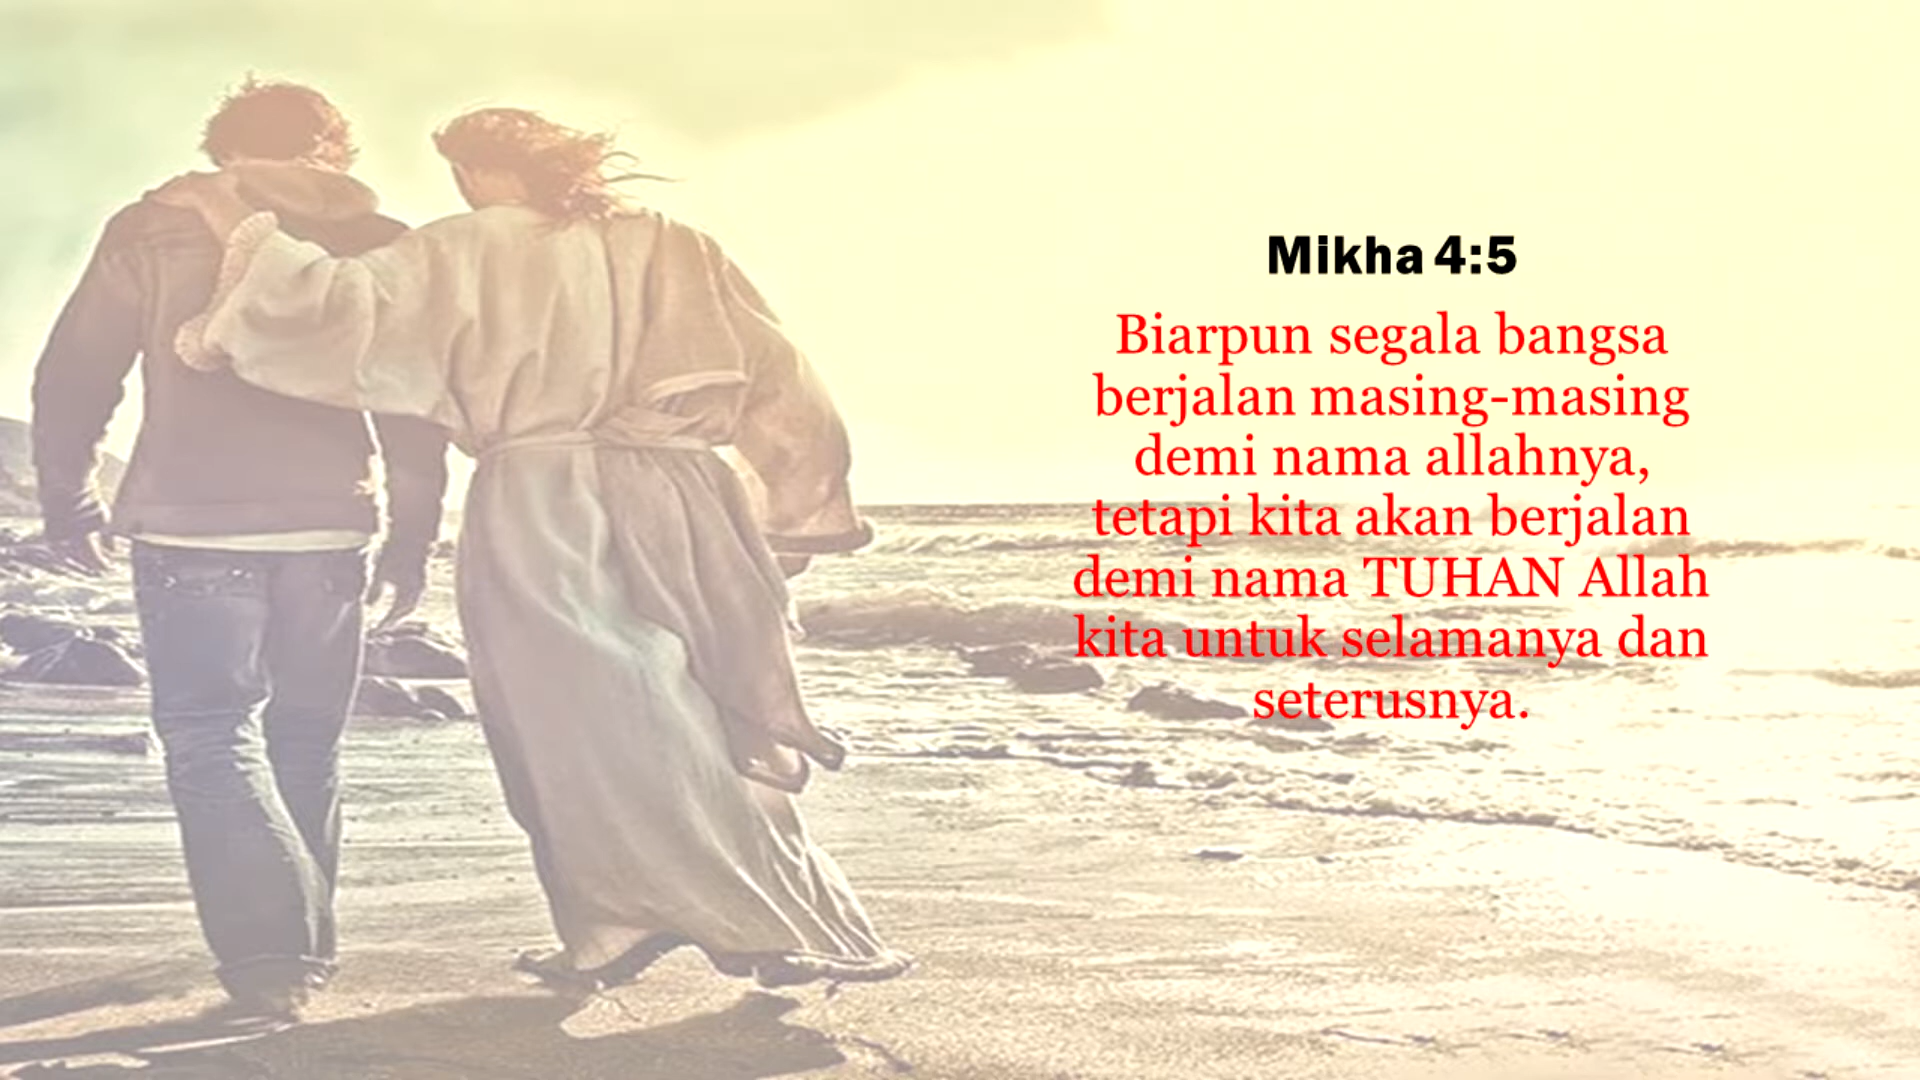 Mikha 4:5
Biarpun segala bangsa
berjalan masing-masing
demi nama allahnya,
tetapi kita akan berjalan
demi nama TUHAN Allah
kita untuk selamanya dan
seterusnya.